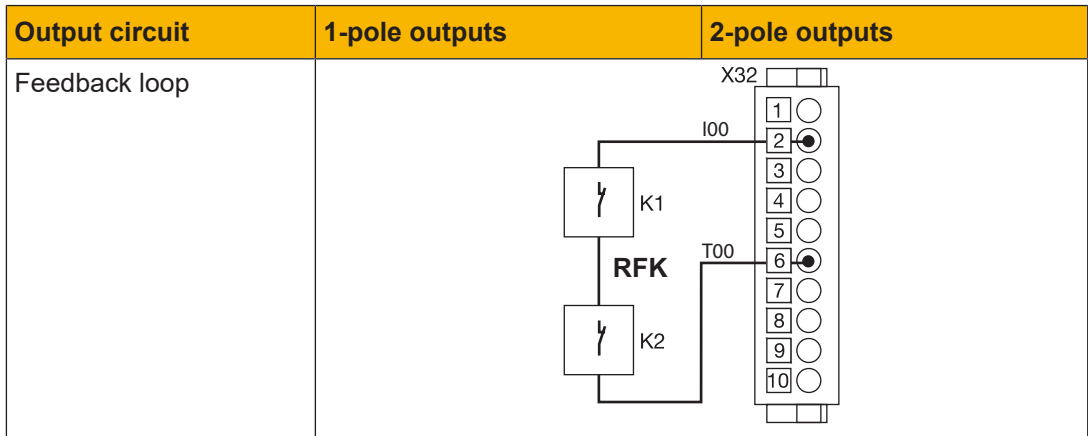 Output circuit 1-pole outputs 2-pole outputs
Feedback loop
X32
1
I00 2
3
K1 4
5
T00 6
RFK
7
8
K2
9
10